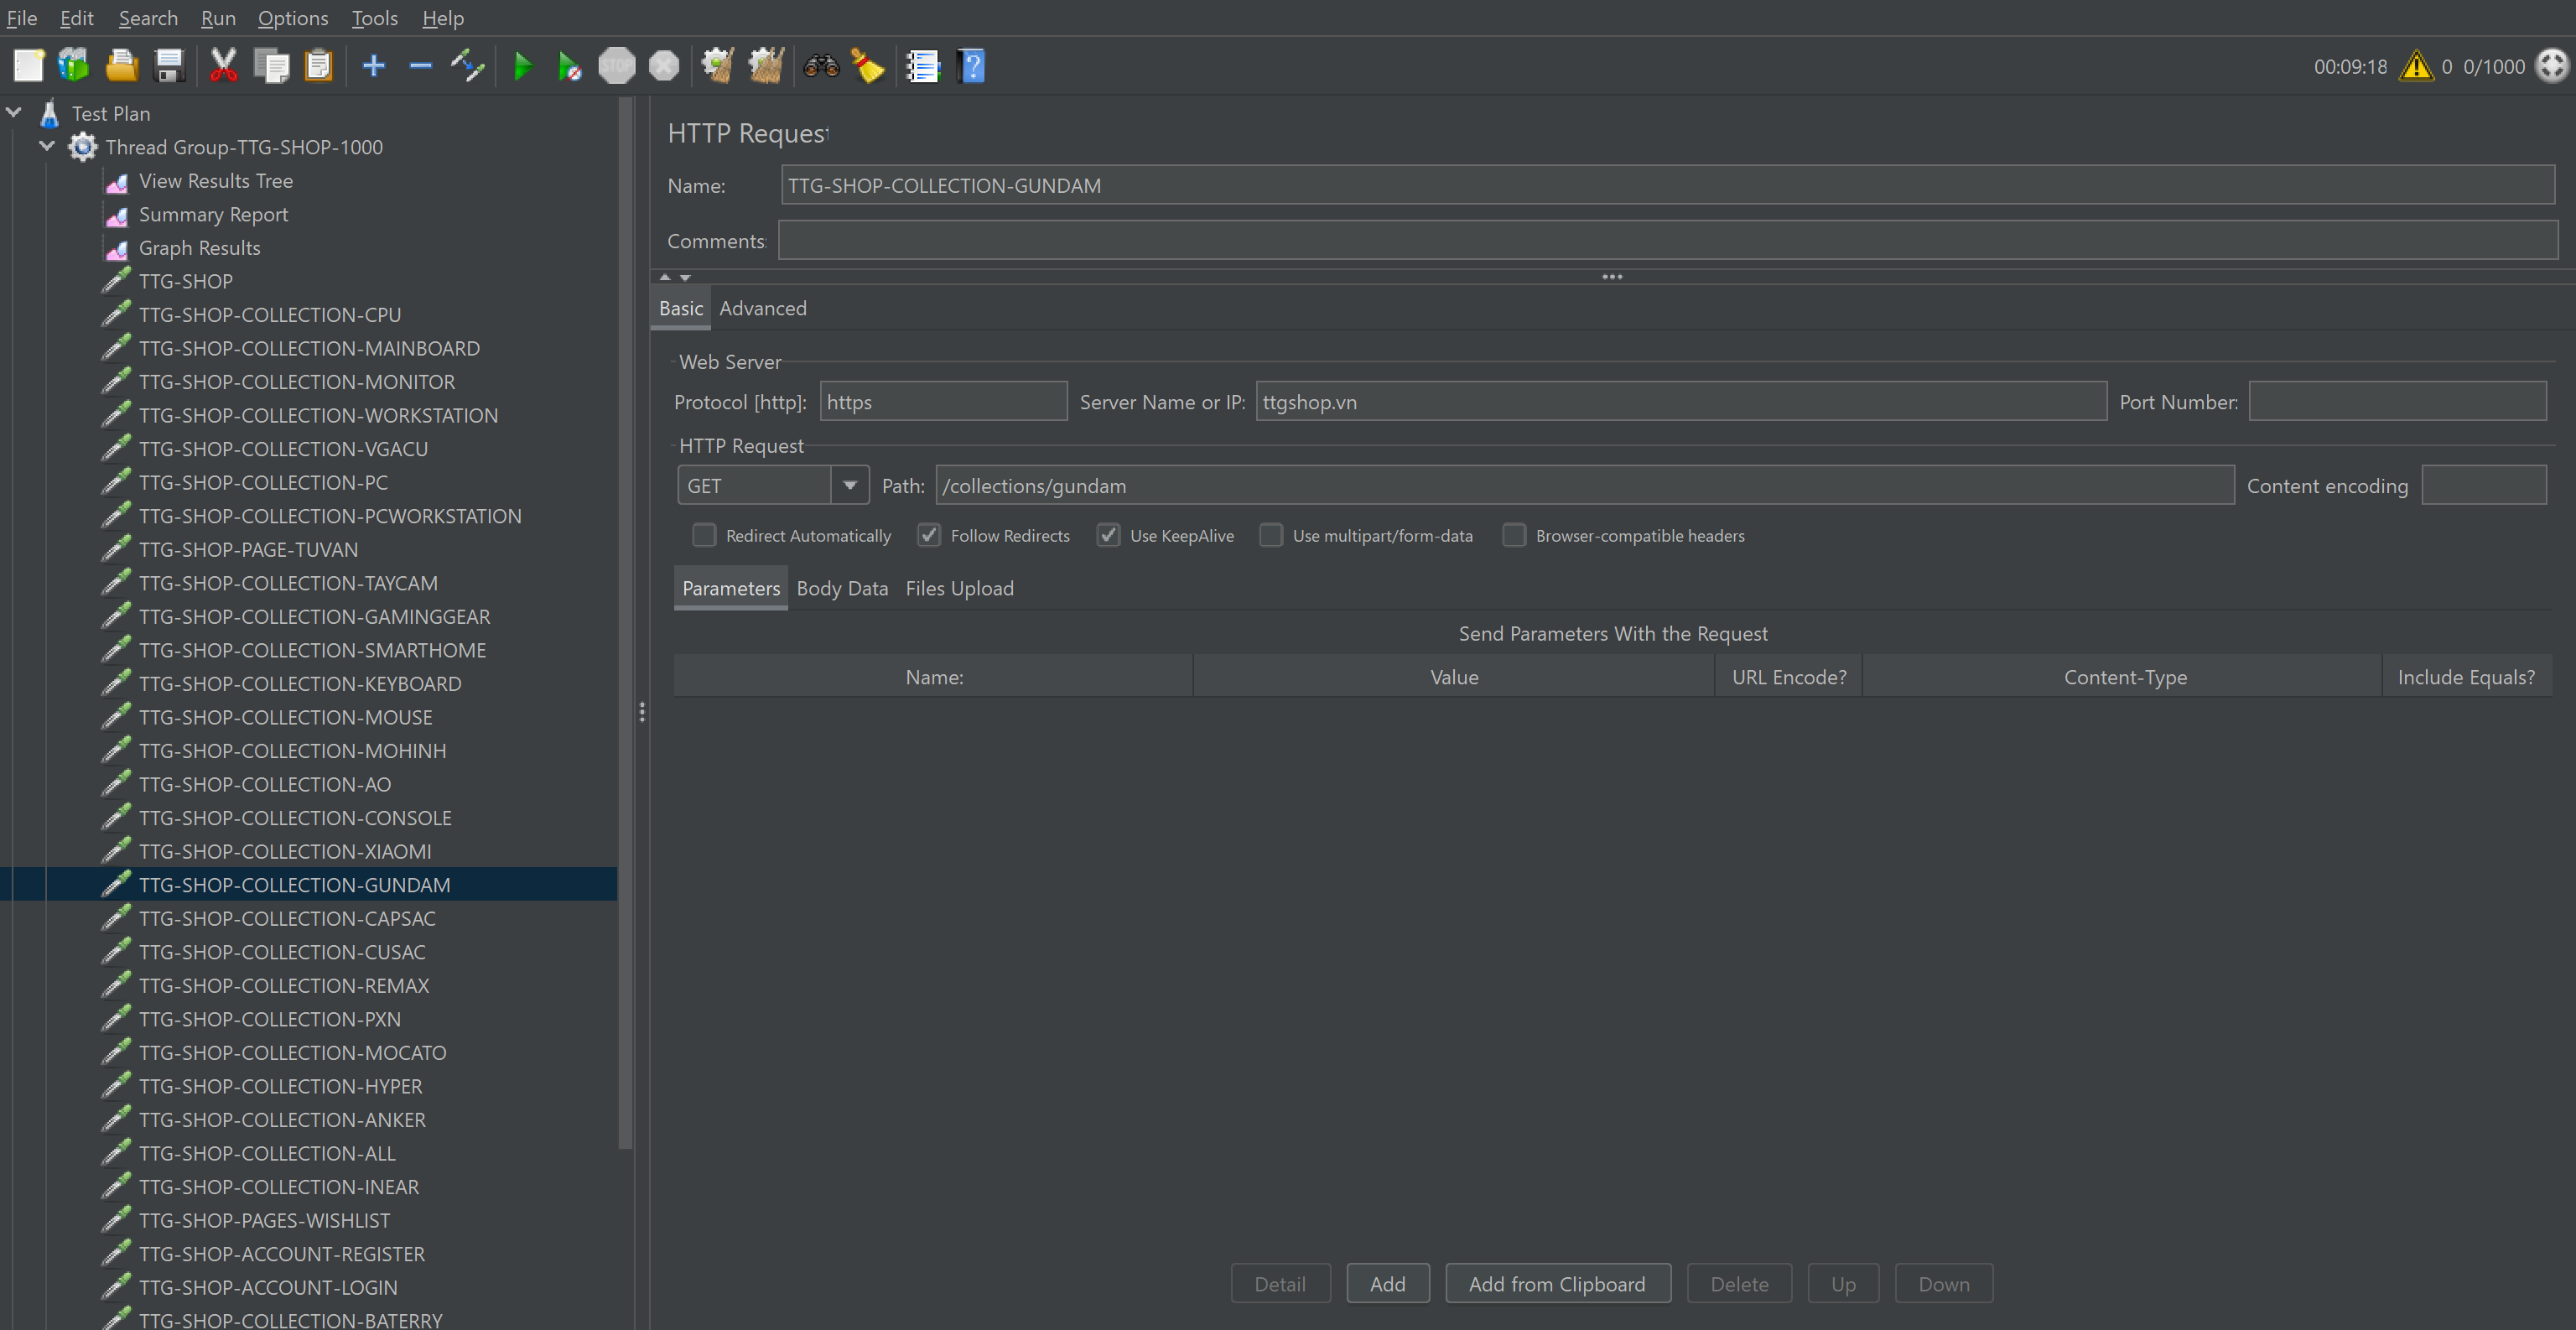 File Edit Search Run Options Tools Help
STOP
00:09:18 0 0/1000
Test Plan
Thread Group-TTG-SHOP-1000
View Results Tree
Summary Report
Graph Results
TTG-SHOP
TTG-SHOP-COLLECTION-CPU
TTG-SHOP-COLLECTION-MAINBOARD
TTG-SHOP-COLLECTION-MONITOR
TTG-SHOP-COLLECTION-WORKSTATION
TTG-SHOP-COLLECTION-VGACU
TTG-SHOP-COLLECTION-PC
TTG-SHOP-COLLECTION-PCWORKSTATION
TTG-SHOP-PAGE-TUVAN
TTG-SHOP-COLLECTION-TAYCAM
TTG-SHOP-COLLECTION-GAMINGGEAR
TTG-SHOP-COLLECTION-SMARTHOME
TTG-SHOP-COLLECTION-KEYBOARD
TTG-SHOP-COLLECTION-MOUSE
TTG-SHOP-COLLECTION-MOHINH
TTG-SHOP-COLLECTION-AO
TTG-SHOP-COLLECTION-CONSOLE
TTG-SHOP-COLLECTION-XIAOMI
TTG-SHOP-COLLECTION-GUNDAM
TTG-SHOP-COLLECTION-CAPSAC
TTG-SHOP-COLLECTION-CUSAC
TTG-SHOP-COLLECTION-REMAX
TTG-SHOP-COLLECTION-PXN
TTG-SHOP-COLLECTION-MOCATO
TTG-SHOP-COLLECTION-HYPER
TTG-SHOP-COLLECTION-ANKER
TTG-SHOP-COLLECTION-ALL
TTG-SHOP-COLLECTION-INEAR
TTG-SHOP-PAGES-WISHLIST
TTG-SHOP-ACCOUNT-REGISTER
TTG-SHOP-ACCOUNT-LOGIN
TTG-SHOP-COLLECTION-BATERRY
HTTP Request
Name: TTG-SHOP-COLLECTION-GUNDAM
Comments:
Basic Advanced
Web Server
Protocol [http]: https Server Name or IP: ttgshop.vn Port Number:
HTTP Request
GET Path: /collections/gundam Content encoding
Redirect Automatically Follow Redirects Use KeepAlive Use multipart/form-data Browser-compatible headers
Parameters Body Data Files Upload
Send Parameters With the Request
Name: Value URL Encode? Content-Type Include Equals?
Detail Add Add from Clipboard Delete Up Down